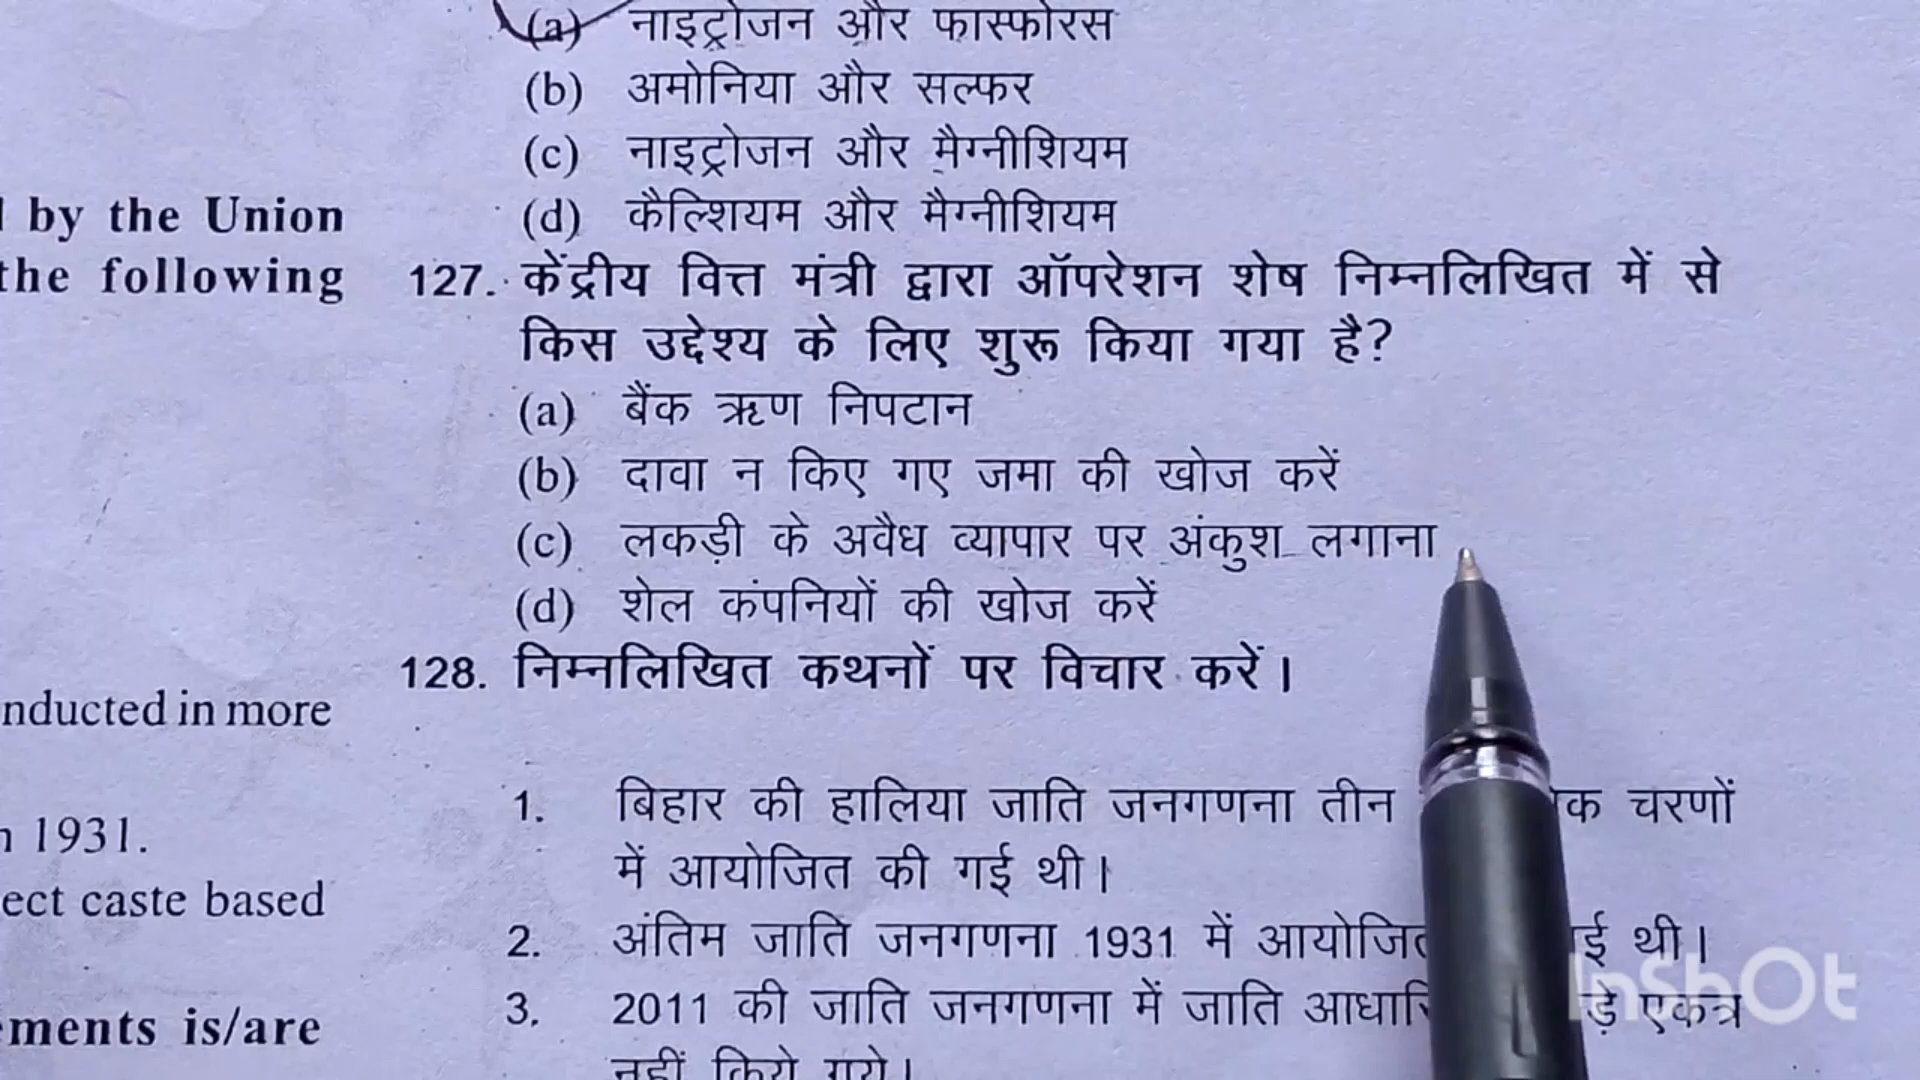 (a) नाइट्रोजन और फास्फोरस
(b) अमोनिया और सल्फर
(c) नाइट्रोजन और मैग्नीशियम
(d) कैल्शियम और मैग्नीशियम
by the Union
the following
127. केंद्रीय वित्त मंत्री द्वारा ऑपरेशन शेष निम्नलिखित में से
किस उद्देश्य के लिए शुरू किया गया है?
(a) बैंक ऋण निपटान
(b) दावा न किए गए जमा की खोज करें
(c) लकड़ी के अवैध व्यापार पर अंकुश लगाना
(d) शेल कंपनियों की खोज करें
128. निम्नलिखित कथनों पर विचार करें।
nducted in more
1. बिहार की हालिया जाति जनगणना तीन चरणों
में आयोजित की गई थी।
1931.
2. अंतिम जाति जनगणना 1931 में थी।
ect caste based
3. 2011 की जाति जनगणना में जाति एकत्र
नहीं किये गये।
ments is/are
InShOt